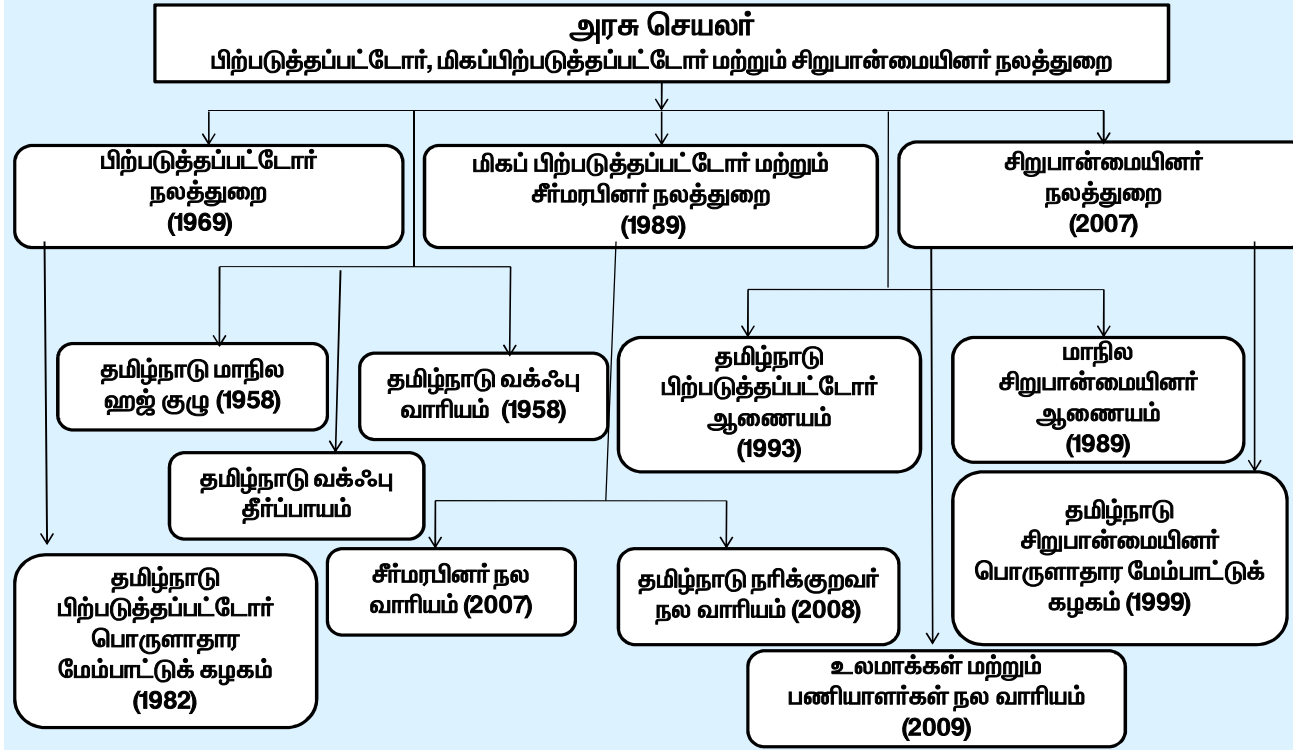 அரசு செயலர்
பிற்படுத்தப்பட்டோர், மிகப்பிற்படுத்தப்பட்டோர் மற்றும் சிறுபான்மையினர் நலத்துறை
பிற்படுத்தப்பட்டோர்
நலத்துறை
(1969)
மிகப் பிற்படுத்தப்பட்டோர் மற்றும்
சீர்மரபினர் நலத்துறை
(1989)
சிறுபான்மையினர்
நலத்துறை
(2007)
தமிழ்நாடு மாநில
ஹஜ் குழு (1958)
தமிழ்நாடு வக்ஃபு
வாரியம் (1958)
தமிழ்நாடு
பிற்படுத்தப்பட்டோர்
ஆணையம்
(1993)
மாநில
சிறுபான்மையினர்
ஆணையம்
(1989)
தமிழ்நாடு வக்ஃபு
தீர்ப்பாயம்
தமிழ்நாடு
சிறுபான்மையினர்
பொருளாதார மேம்பாட்டுக்
கழகம் (1999)
தமிழ்நாடு
பிற்படுத்தப்பட்டோர்
பொருளாதார
மேம்பாட்டுக் கழகம்
(1982)
சீர்மரபினர் நல
வாரியம் (2007)
தமிழ்நாடு நரிக்குறவர்
நல வாரியம் (2008)
உலமாக்கள் மற்றும்
பணியாளர்கள் நல வாரியம்
(2009)